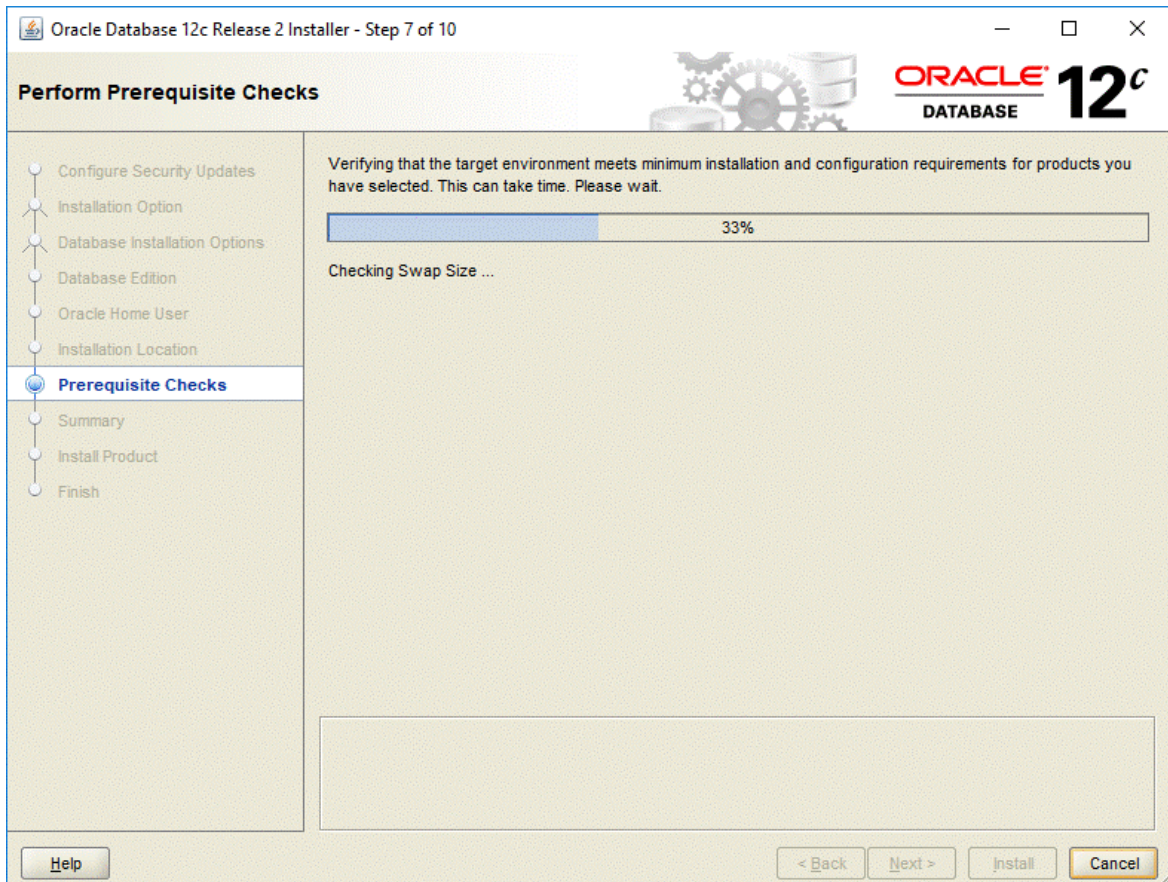 Oracle Database 12c Release 2 Installer - Step 7 of 10
Perform Prerequisite Checks
ORACLE®
DATABASE
12c
Configure Security Updates
Installation Option
Database Installation Options
Database Edition
Oracle Home User
Installation Location
Prerequisite Checks
Summary
Install Product
Finish
Verifying that the target environment meets minimum installation and configuration requirements for products you
have selected. This can take time. Please wait.
33%
Checking Swap Size ...
Help
< Back
Next >
Install
Cancel